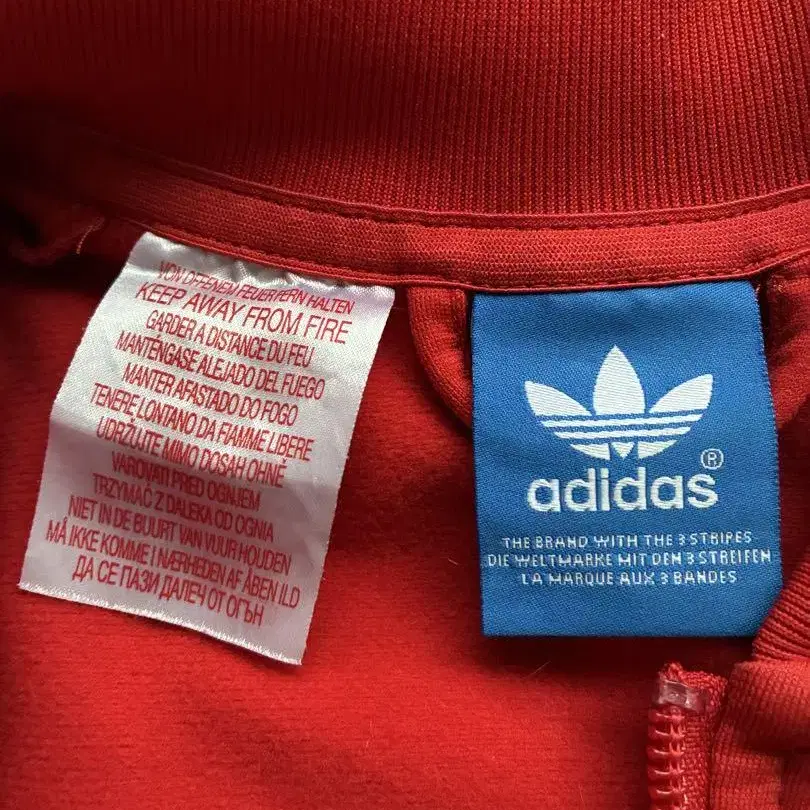 VOM OFFENEM FEUER FERN HALTEN
KEEP AWAY FROM FIRE
GARDER A DISTANCE DU FEU
MANTÉNGASE ALEJADO DEL FUEGO
MANTER AFASTADO DO FOGO
TENERE LONTANO DA FIAMME LIBERE
UDRŽUJTE MIMO DOSAH OHNĚ
VAROVATI PRED OGNJEM
TRZYMAĆ Z DALEKA OD OGNIA
NIET IN DE BUURT VAN VUUR HOUDEN
MÅ IKKE KOMME I NÆRHEDEN AF ÅBEN ILD
ДА СЕ ПАЗИ ДАЛЕЧ ОТ ОГЪН
adidas®
THE BRAND WITH THE 3 STRIPES
DIE WELTMARKE MIT DEN 3 STREIFEN
LA MARQUE AUX 3 BANDES